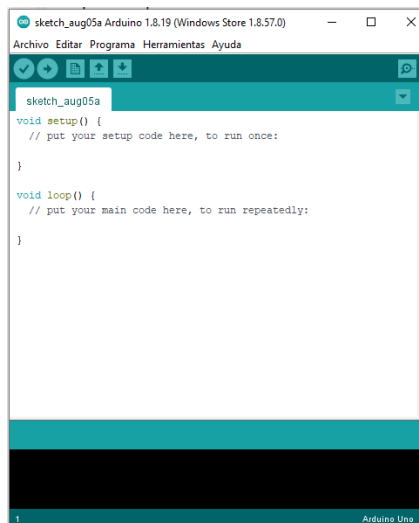 sketch_aug05a Arduino 1.8.19 (Windows Store 1.8.57.0)
Archivo Editar Programa Herramientas Ayuda
sketch_aug05a
void setup() {
// put your setup code here, to run once:
}
void loop() {
// put your main code here, to run repeatedly:
}
1
Arduino Uno